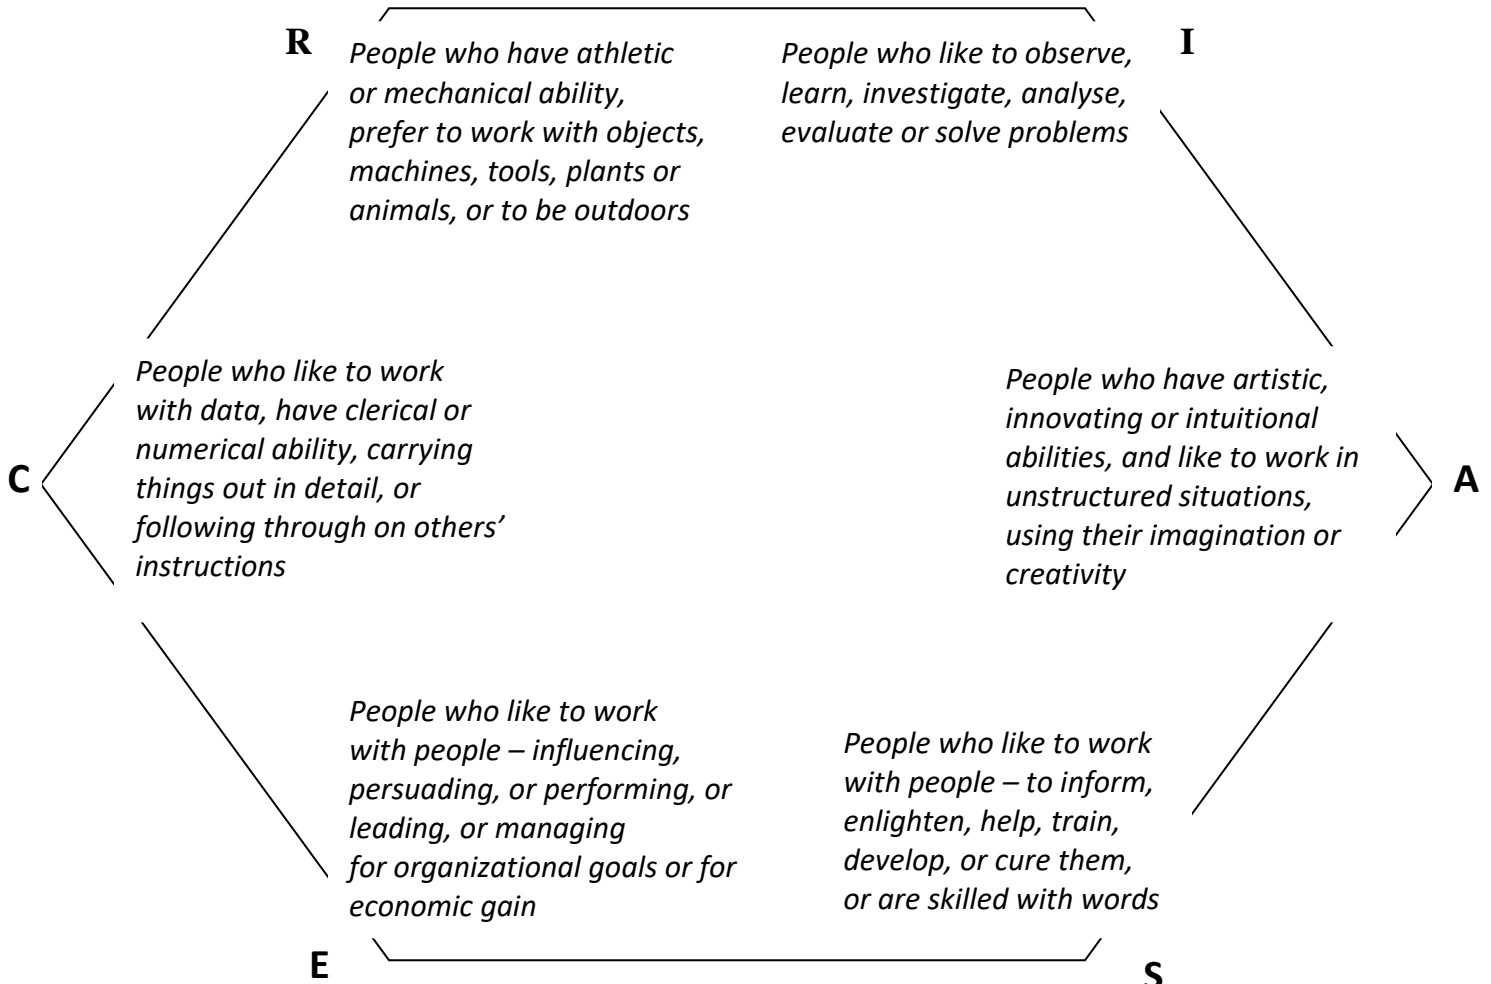 R
People who have athletic
or mechanical ability,
prefer to work with objects,
machines, tools, plants or
animals, or to be outdoors
People who like to observe,
learn, investigate, analyse,
evaluate or solve problems
I
C
People who like to work
with data, have clerical or
numerical ability, carrying
things out in detail, or
following through on others’
instructions
People who have artistic,
innovating or intuitional
abilities, and like to work in
unstructured situations,
using their imagination or
creativity
A
People who like to work
with people – influencing,
persuading, or performing, or
leading, or managing
for organizational goals or for
economic gain
E
People who like to work
with people – to inform,
enlighten, help, train,
develop, or cure them,
or are skilled with words
S